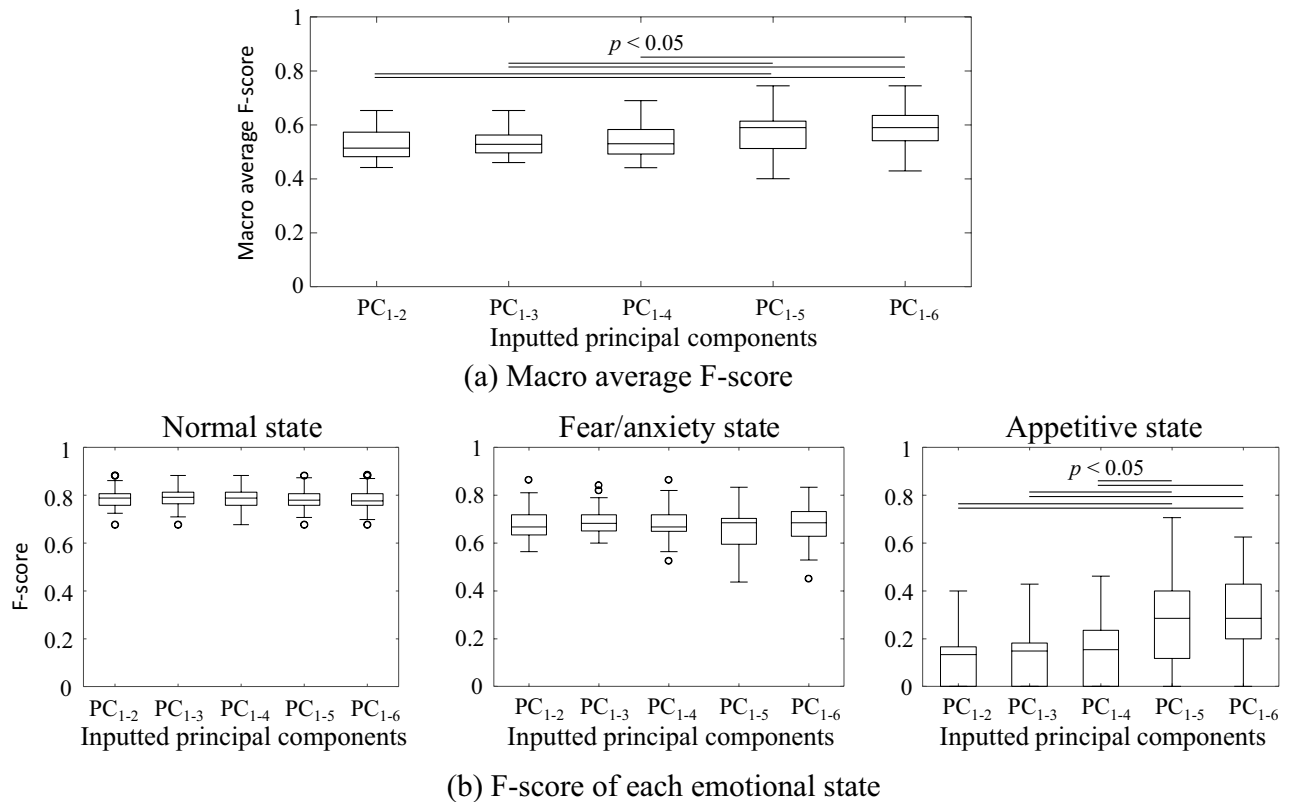 1
0.8
0.6
0.4
0.2
0
Macro average F-score
p < 0.05
PC1-2 PC1-3 PC1-4 PC1-5 PC1-6
Inputted principal components
(a) Macro average F-score
Normal state
1
0.8
0.6
0.4
0.2
0
F-score
PC1-2 PC1-3 PC1-4 PC1-5 PC1-6
Inputted principal components
Fear/anxiety state
1
0.8
0.6
0.4
0.2
0
PC1-2 PC1-3 PC1-4 PC1-5 PC1-6
Inputted principal components
Appetitive state
1
0.8
0.6
0.4
0.2
0
p < 0.05
PC1-2 PC1-3 PC1-4 PC1-5 PC1-6
Inputted principal components
(b) F-score of each emotional state